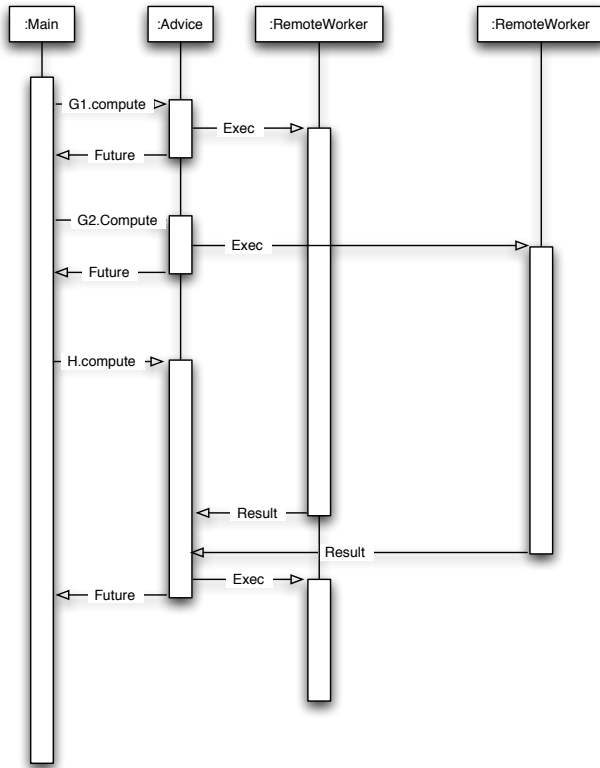 :Main
:Advice
:RemoteWorker
:RemoteWorker
G1.compute
Exec
Future
G2.Compute
Exec
Future
H.compute
Result
Result
Exec
Future